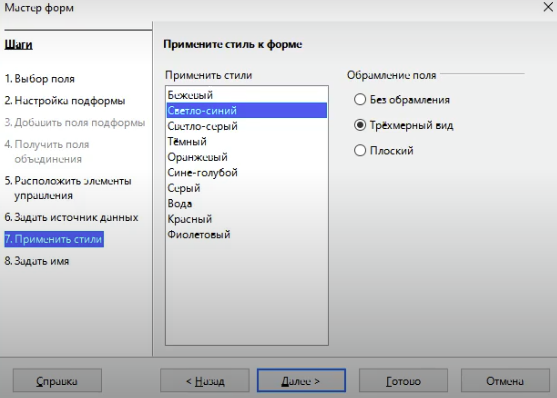 Мастер форм
Шаги
1. Выбор поля
2. Настройка подформы
3. Добавить поля подформы
4. Получить поля
объединения
5. Расположить элементы
управления
6. Задать источник данных
7. Применить стили
8. Задать имя
Примените стиль к форме
Применить стили
Бежевый
Светло-синий
Светло-серый
Тёмный
Оранжевый
Сине-голубой
Серый
Вода
Красный
Фиолетовый
Обрамление поля
Без обрамления
Трёхмерный вид
Плоский
Справка
< Назад
Далее >
Готово
Отмена